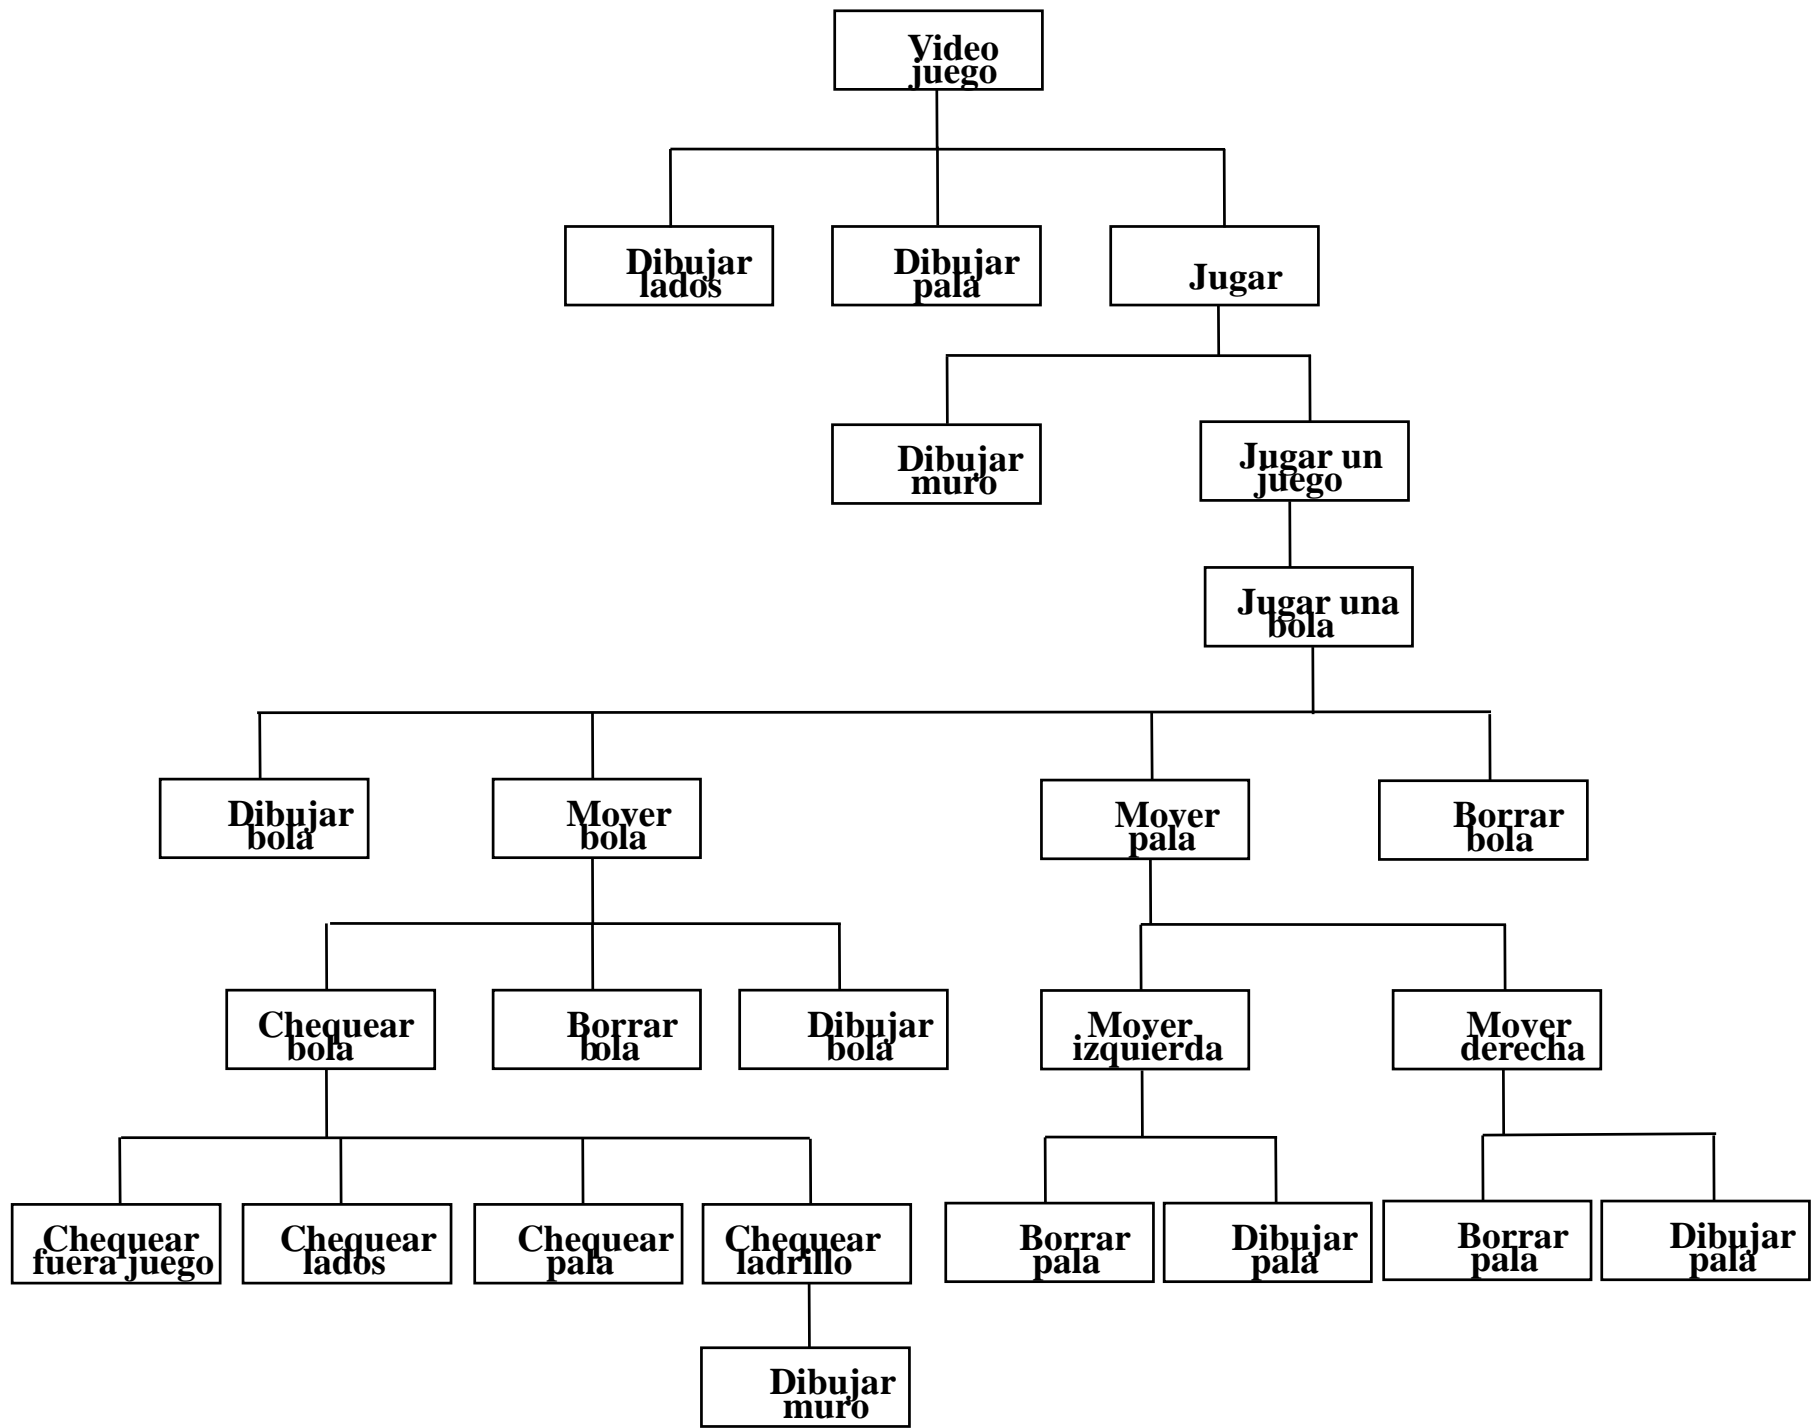 Video
juego
Dibujar
lados
Dibujar
pala
Jugar
Dibujar
muro
Jugar un
juego
Jugar una
bola
Dibujar
bola
Mover
bola
Mover
pala
Borrar
bola
Chequear
bola
Borrar
bola
Dibujar
bola
Mover
izquierda
Mover
derecha
Chequear
fuera juego
Chequear
lados
Chequear
pala
Chequear
ladrillo
Borrar
pala
Dibujar
pala
Borrar
pala
Dibujar
pala
Dibujar
muro